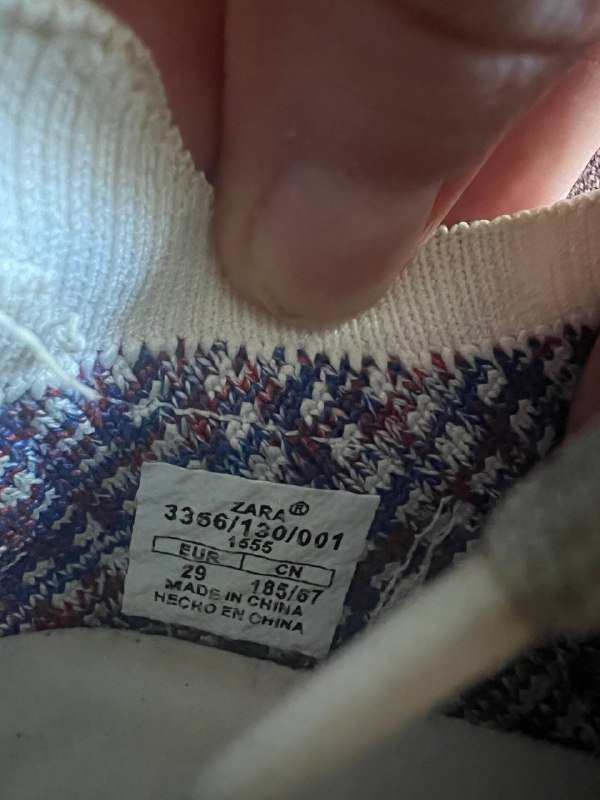 ZARA®
3356/130/001
1555
EUR CN
29 185/67
MADE IN CHINA
HECHO EN CHINA